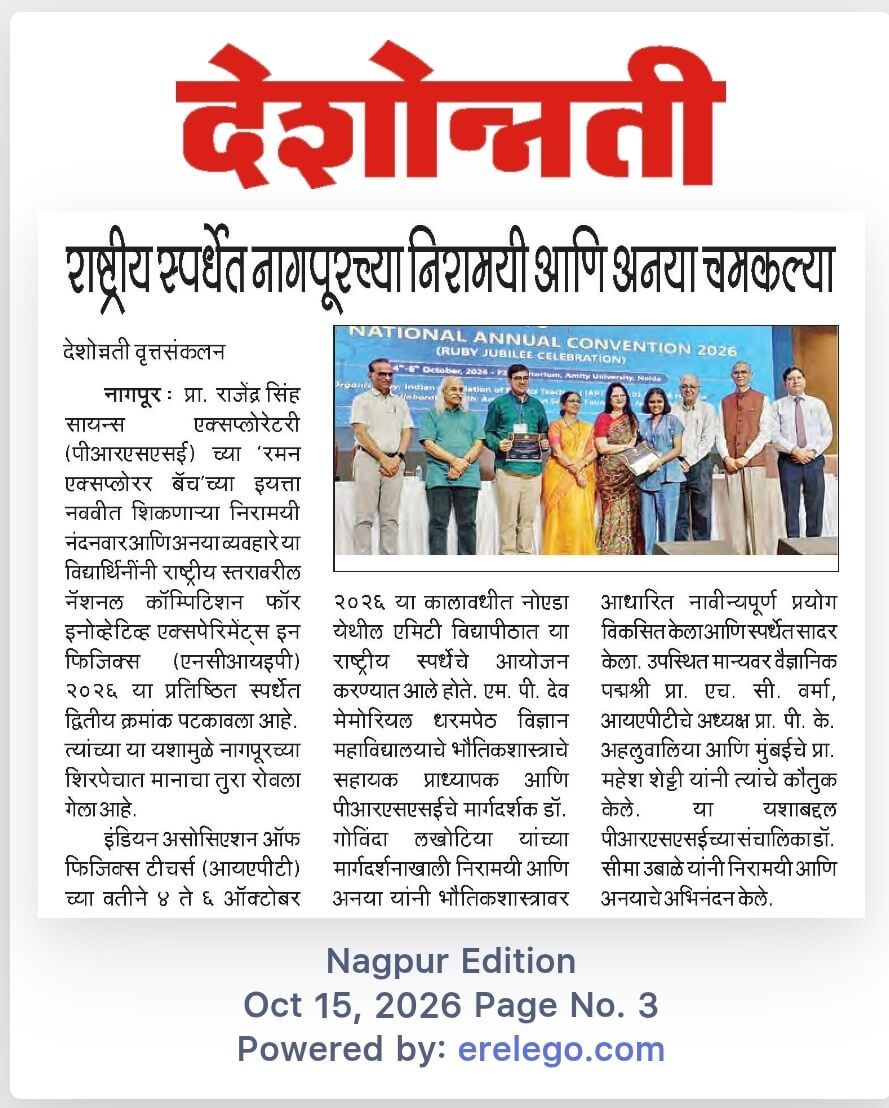 देशोन्नती
राष्ट्रीय स्पर्धेत नागपूरच्या निरामयी आणि अनया चमकल्या
देशोन्नती वृत्तसंकलन
नागपूर : प्रा. राजेंद्र सिंह
सायन्स एक्सप्लोरेटरी
(पीआरएसएसई) च्या ‘रमन
एक्सप्लोरर बॅच’च्या इयत्ता
नववीत शिकणाऱ्या निरामयी
नंदनवार आणि अनया व्यवहारे या
विद्यार्थिनींनी राष्ट्रीय स्तरावरील
नॅशनल कॉम्पिटिशन फॉर
इनोव्हेटिव्ह एक्सपेरिमेंट्स इन
फिजिक्स (एनसीआयइपी)
२०२६ या प्रतिष्ठित स्पर्धेत
द्वितीय क्रमांक पटकावला आहे.
त्यांच्या या यशामुळे नागपूरच्या
शिरपेचात मानाचा तुरा रोवला
गेला आहे.
इंडियन असोसिएशन ऑफ
फिजिक्स टीचर्स (आयएपीटी)
च्या वतीने ४ ते ६ ऑक्टोबर
NATIONAL ANNUAL CONVENTION 2026
(RUBY JUBILEE CELEBRATION)
October, 2026 - Auditorium, Amity University, Noida
Indian
२०२६ या कालावधीत नोएडा
येथील एमिटी विद्यापीठात या
राष्ट्रीय स्पर्धेचे आयोजन
करण्यात आले होते. एम. पी. देव
मेमोरियल धरमपेठ विज्ञान
महाविद्यालयाचे भौतिकशास्त्राचे
सहायक प्राध्यापक आणि
पीआरएसएसईचे मार्गदर्शक डॉ.
गोविंदा लखोटिया यांच्या
मार्गदर्शनाखाली निरामयी आणि
अनया यांनी भौतिकशास्त्रावर
आधारित नावीन्यपूर्ण प्रयोग
विकसित केला आणि स्पर्धेत सादर
केला. उपस्थित मान्यवर वैज्ञानिक
पद्मश्री प्रा. एच. सी. वर्मा,
आयएपीटीचे अध्यक्ष प्रा. पी. के.
अहलुवालिया आणि मुंबईचे प्रा.
महेश शेट्टी यांनी त्यांचे कौतुक
केले. या यशाबद्दल
पीआरएसएसईच्या संचालिका डॉ.
सीमा उबाळे यांनी निरामयी आणि
अनयाचे अभिनंदन केले.
Nagpur Edition
Oct 15, 2026 Page No. 3
Powered by: erelego.com